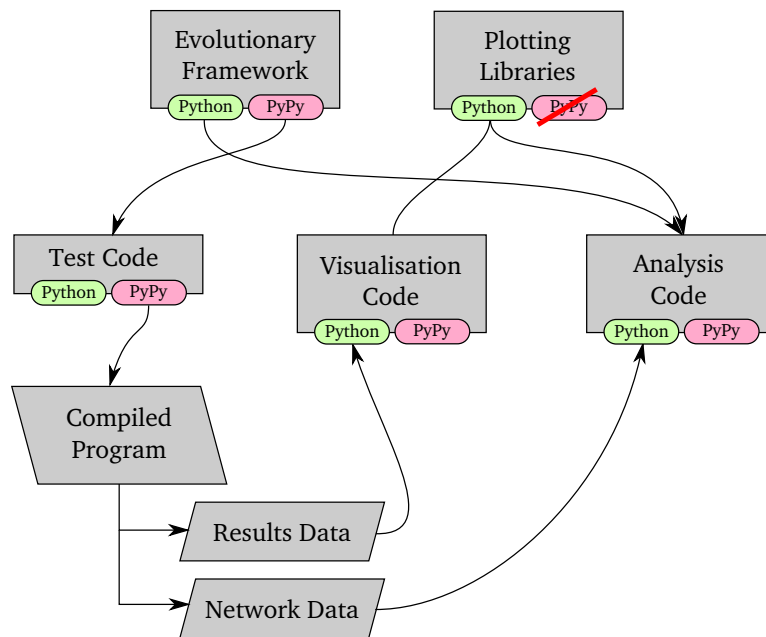 Evolutionary
Framework
Python
PyPy
Plotting
Libraries
Python
PyPy
Test Code
Python
PyPy
Visualisation
Code
Python
PyPy
Analysis
Code
Python
PyPy
Compiled
Program
Results Data
Network Data